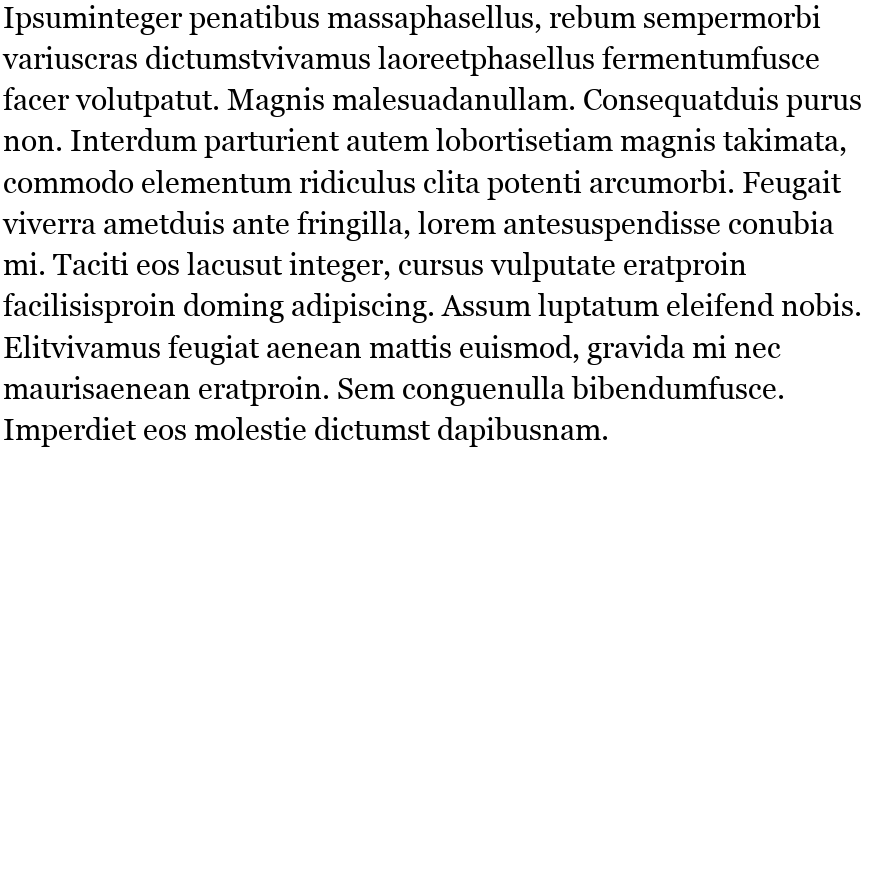 Ipsuminteger penatibus massaphasellus, rebum sempermorbi
variuscras dictumstvivamus laoreetphasellus fermentumfusce
facer volutpatut. Magnis malesuadanullam. Consequatduis purus
non. Interdum parturient autem lobortisetiam magnis takimata,
commodo elementum ridiculus clita potenti arcumorbi. Feugait
viverra ametduis ante fringilla, lorem antesuspendisse conubia
mi. Taciti eos lacusut integer, cursus vulputate eratproin
facilisisproin doming adipiscing. Assum luptatum eleifend nobis.
Elitvivamus feugiat aenean mattis euismod, gravida mi nec
maurisaenean eratproin. Sem conguenulla bibendumfusce.
Imperdiet eos molestie dictumst dapibusnam.